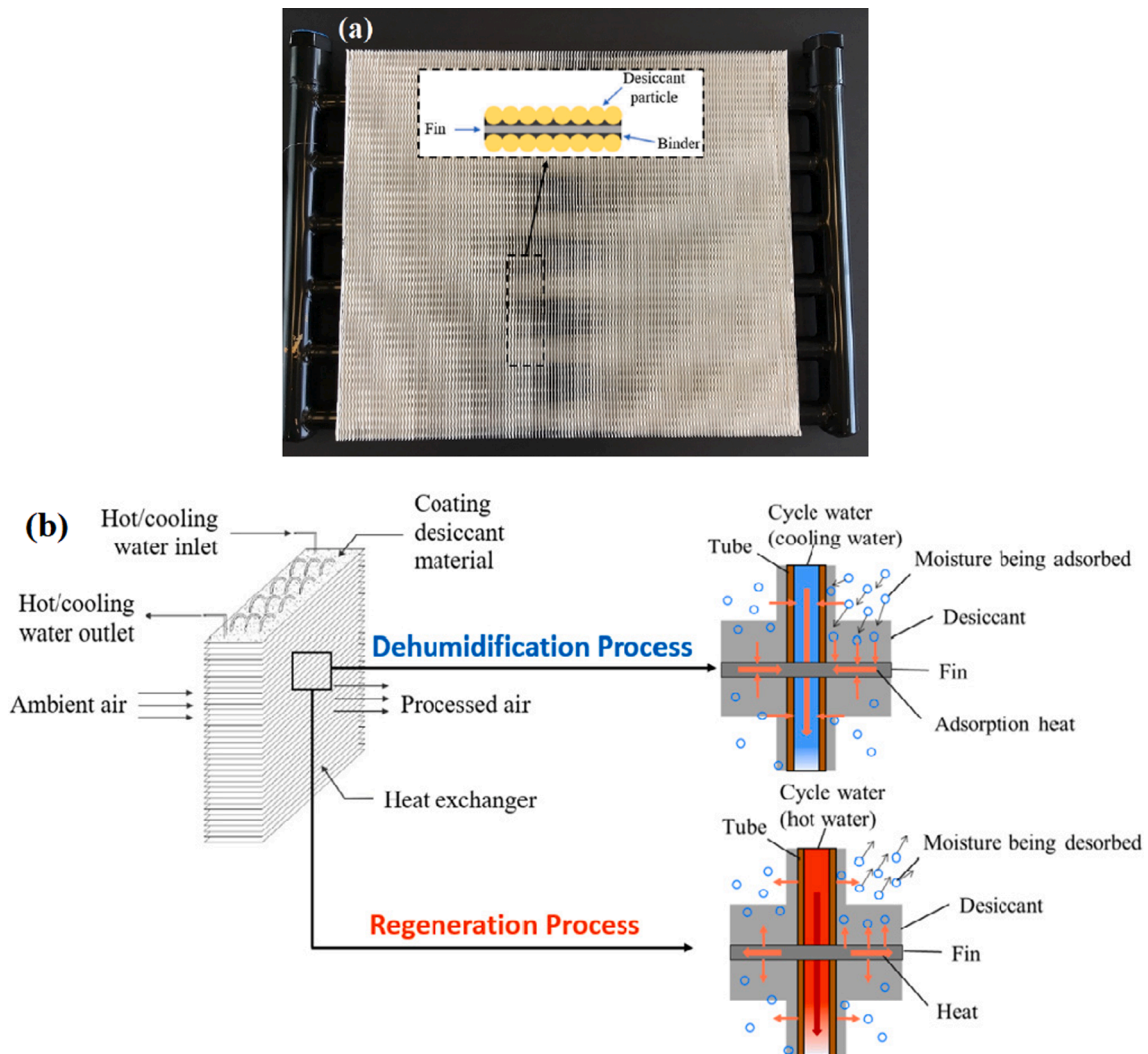 (a)
Desiccant
particle
Fin
Binder
(b)
Hot/cooling
water inlet
Coating
desiccant
material
Hot/cooling
water outlet
Ambient air
Processed air
Heat exchanger
Dehumidification Process
Cycle water
(cooling water)
Tube
Moisture being adsorbed
Desiccant
Fin
Adsorption heat
Regeneration Process
Cycle water
(hot water)
Tube
Moisture being desorbed
Desiccant
Fin
Heat